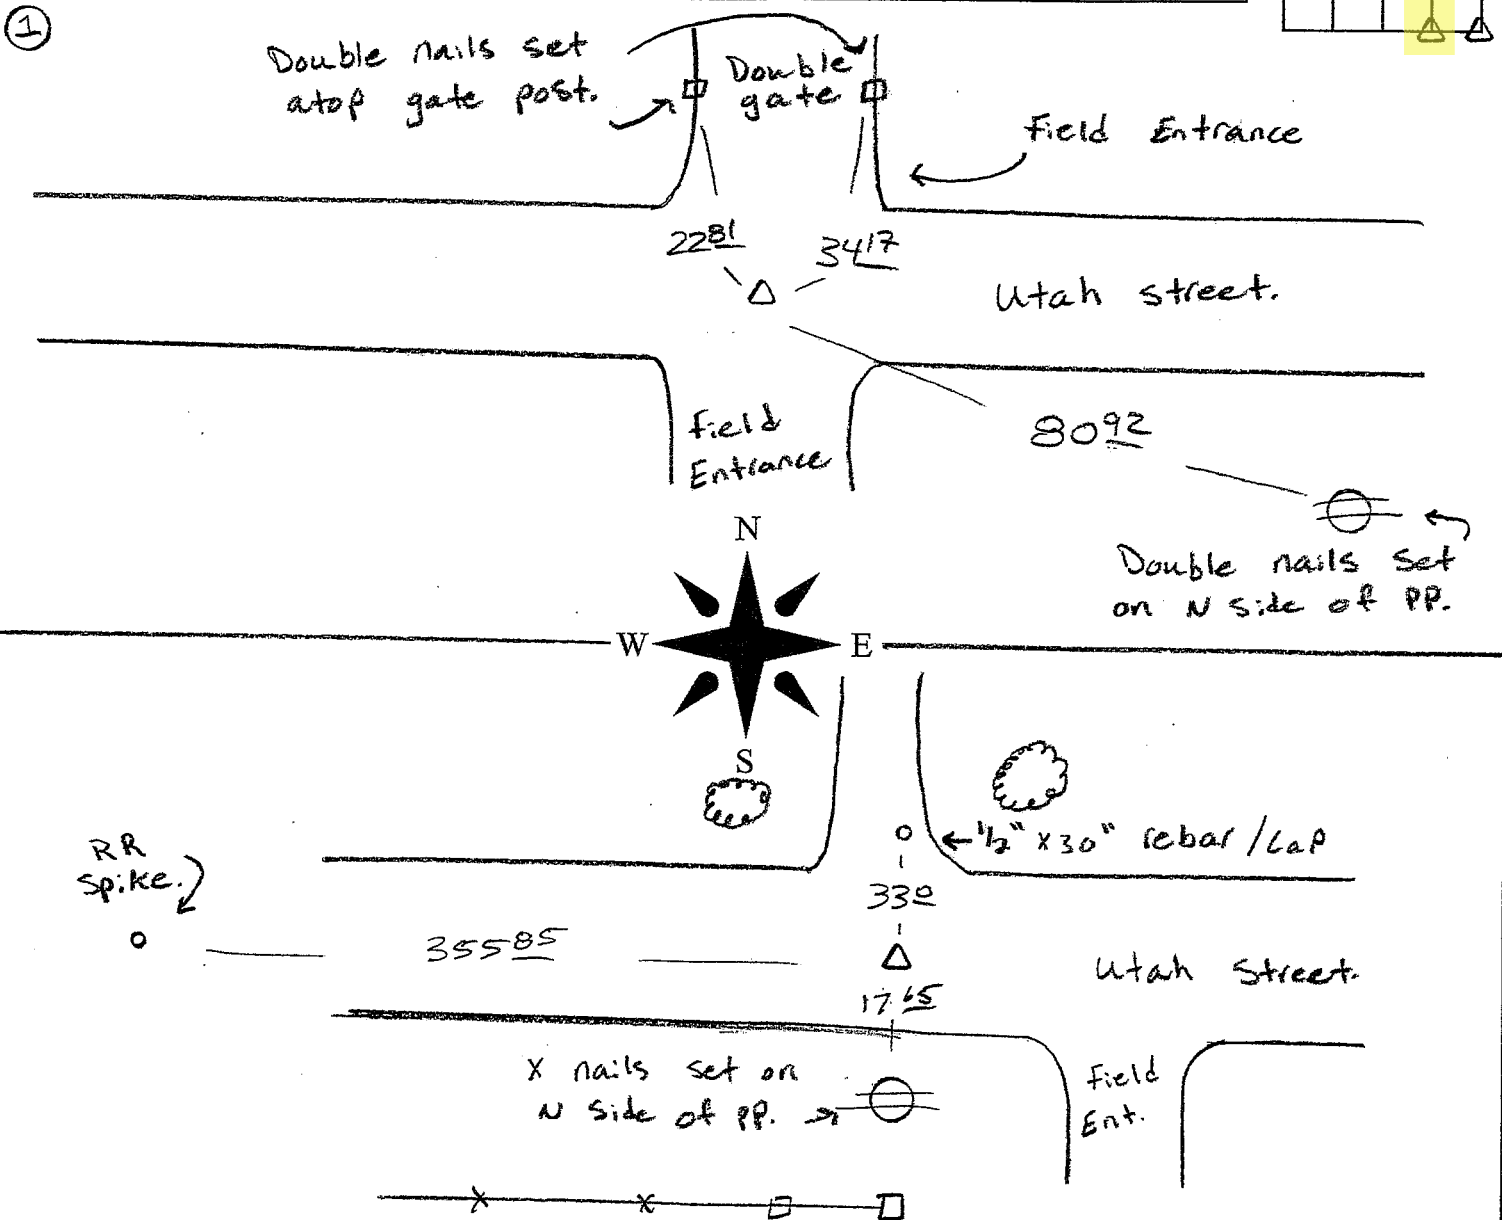 1
Double nails set
atop gate post.
Double
gate
Field Entrance
22 81
34 17
Utah street.
Field
Entrance
80 92
Double nails set
on N side of PP.
N
W E
S
RR
Spike.
1/2" x 30" rebar /cap
33 0
355 85
Utah Street.
17.65
X nails set on
N side of PP.
Field
Ent.